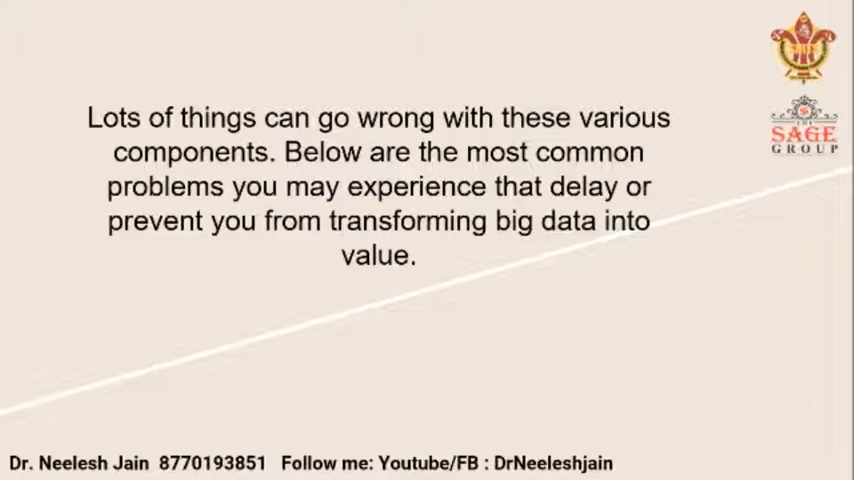 Lots of things can go wrong with these various
components. Below are the most common
problems you may experience that delay or
prevent you from transforming big data into
value.
THE
SAGE
GROUP
Dr. Neelesh Jain 8770193851 Follow me: Youtube/FB : DrNeeleshjain